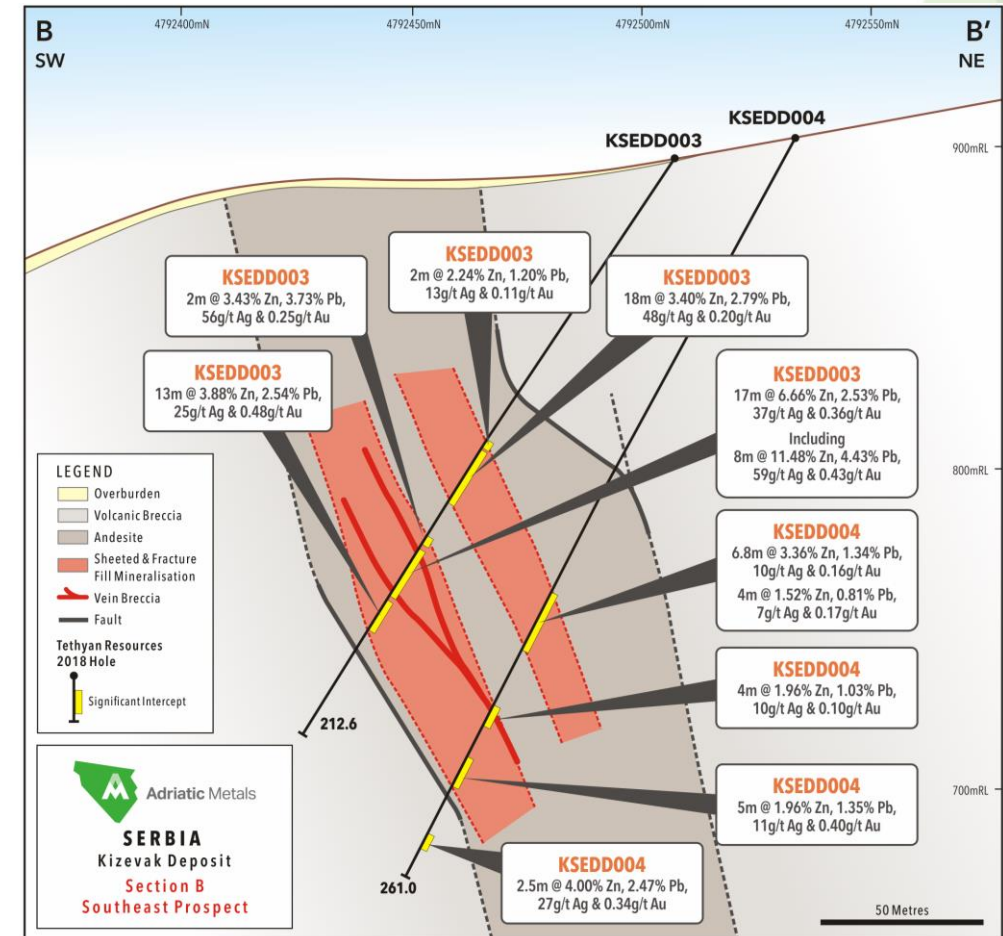 B
SW
4792400mN
4792450mN
4792500mN
4792550mN
B'
NE
KSEDD003
KSEDD004
900mRL
800mRL
700mRL
KSEDD003
2m @ 3.43% Zn, 3.73% Pb,
56g/t Ag & 0.25g/t Au
KSEDD003
2m @ 2.24% Zn, 1.20% Pb,
13g/t Ag & 0.11g/t Au
KSEDD003
18m @ 3.40% Zn, 2.79% Pb,
48g/t Ag & 0.20g/t Au
KSEDD003
13m @ 3.88% Zn, 2.54% Pb,
25g/t Ag & 0.48g/t Au
KSEDD003
17m @ 6.66% Zn, 2.53% Pb,
37g/t Ag & 0.36g/t Au
Including
8m @ 11.48% Zn, 4.43% Pb,
59g/t Ag & 0.43g/t Au
KSEDD004
6.8m @ 3.36% Zn, 1.34% Pb,
10g/t Ag & 0.16g/t Au
4m @ 1.52% Zn, 0.81% Pb,
7g/t Ag & 0.17g/t Au
KSEDD004
4m @ 1.96% Zn, 1.03% Pb,
10g/t Ag & 0.10g/t Au
KSEDD004
5m @ 1.96% Zn, 1.35% Pb,
11g/t Ag & 0.40g/t Au
KSEDD004
2.5m @ 4.00% Zn, 2.47% Pb,
27g/t Ag & 0.34g/t Au
212.6
261.0
LEGEND
Overburden
Volcanic Breccia
Andesite
Sheeted & Fracture
Fill Mineralisation
Vein Breccia
Fault
Tethyan Resources
2018 Hole
Significant Intercept
Adriatic Metals
SERBIA
Kizevak Deposit
Section B
Southeast Prospect
50 Metres